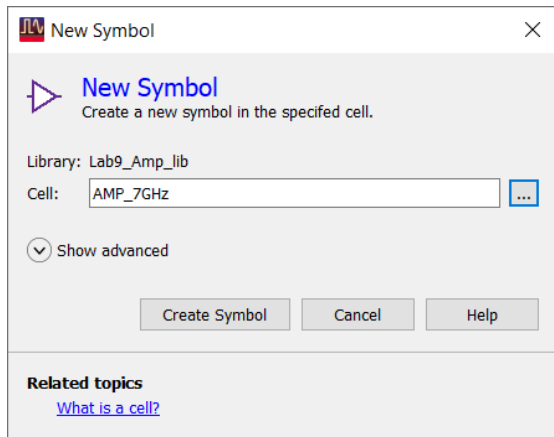 New Symbol
New Symbol
Create a new symbol in the specifed cell.
Library: Lab9_Amp_lib
Cell: AMP_7GHz ...
Show advanced
Create Symbol Cancel Help
Related topics
What is a cell?